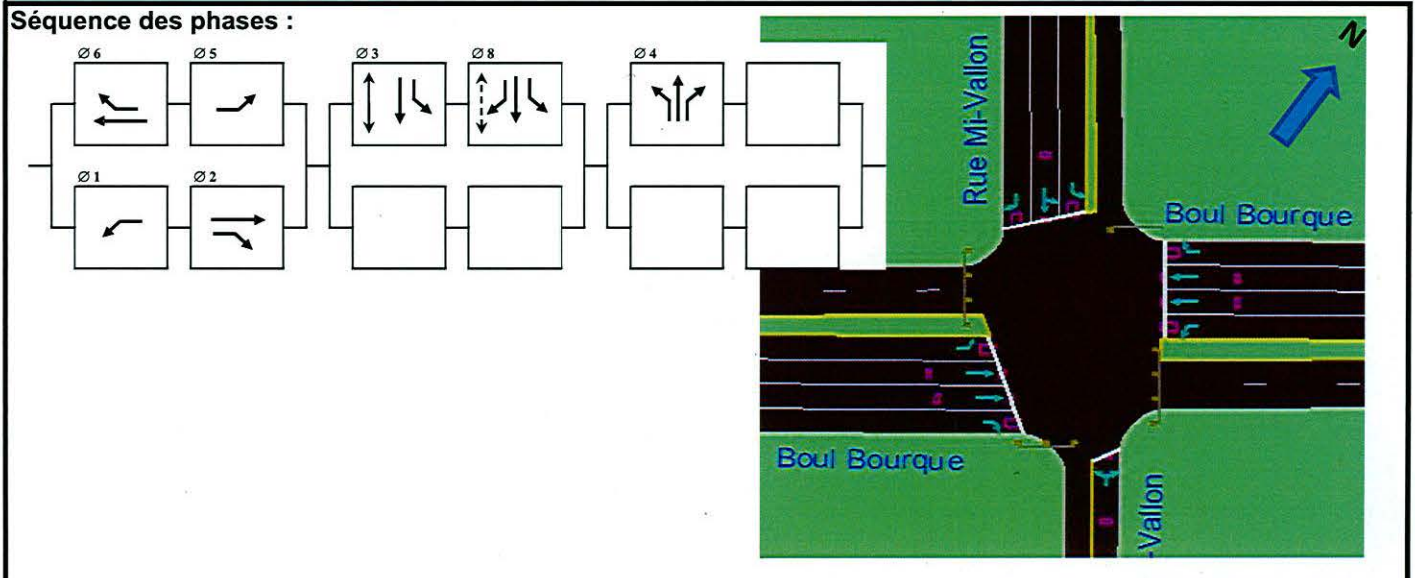 Séquence des phases :
Ø 6
Ø 5
Ø 3
Ø 8
Ø 4
Ø 1
Ø 2
N
Rue Mi-Vallon
Boul Bourque
Boul Bourque
-Vallon